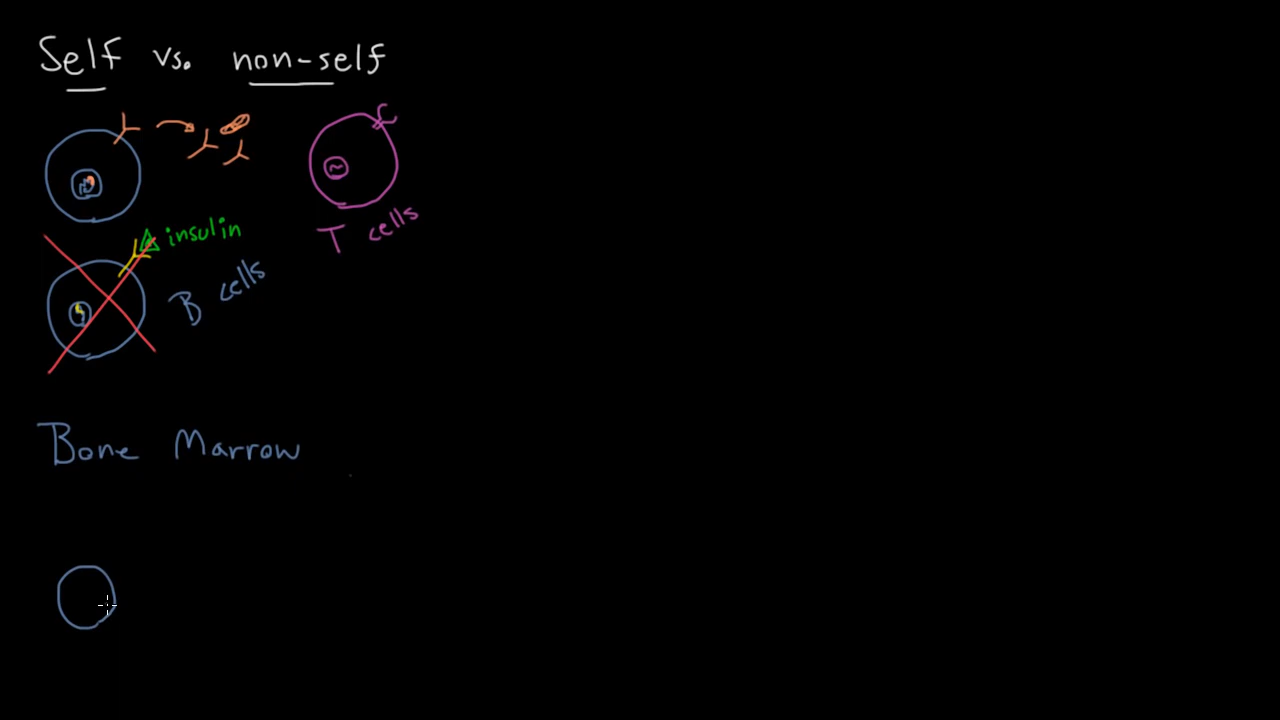 Self vs. non-self
insulin
T cells
B cells
Bone Marrow